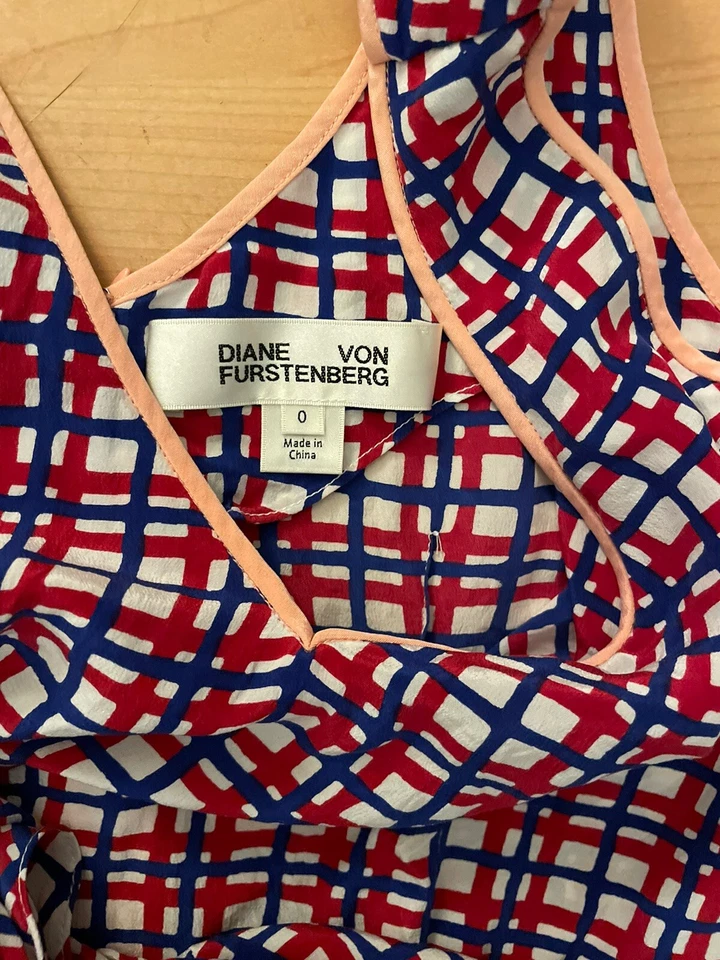 DIANE VON
FURSTENBERG
0
Made in
China